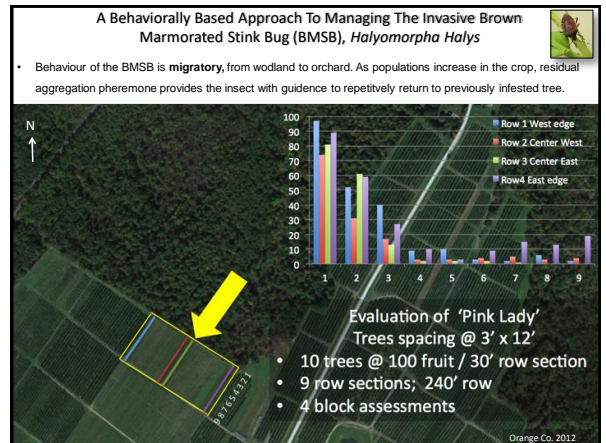 A Behaviorally Based Approach To Managing The Invasive Brown
Marmorated Stink Bug (BMSB), Halyomorpha Halys
• Behaviour of the BMSB is migratory, from wodland to orchard. As populations increase in the crop, residual
aggregation pheremone provides the insect with guidance to repetitively return to previously infested tree.
N
100
90
80
70
60
50
40
30
20
10
0
1 2 3 4 5 6 7 8 9
Row 1 West edge
Row 2 Center West
Row 3 Center East
Row4 East edge
Evaluation of 'Pink Lady'
Trees spacing @ 3' x 12'
• 10 trees @ 100 fruit / 30' row section
• 9 row sections; 240' row
• 4 block assessments
9 8 7 6 5 4 3 2 1
Orange Co. 2012